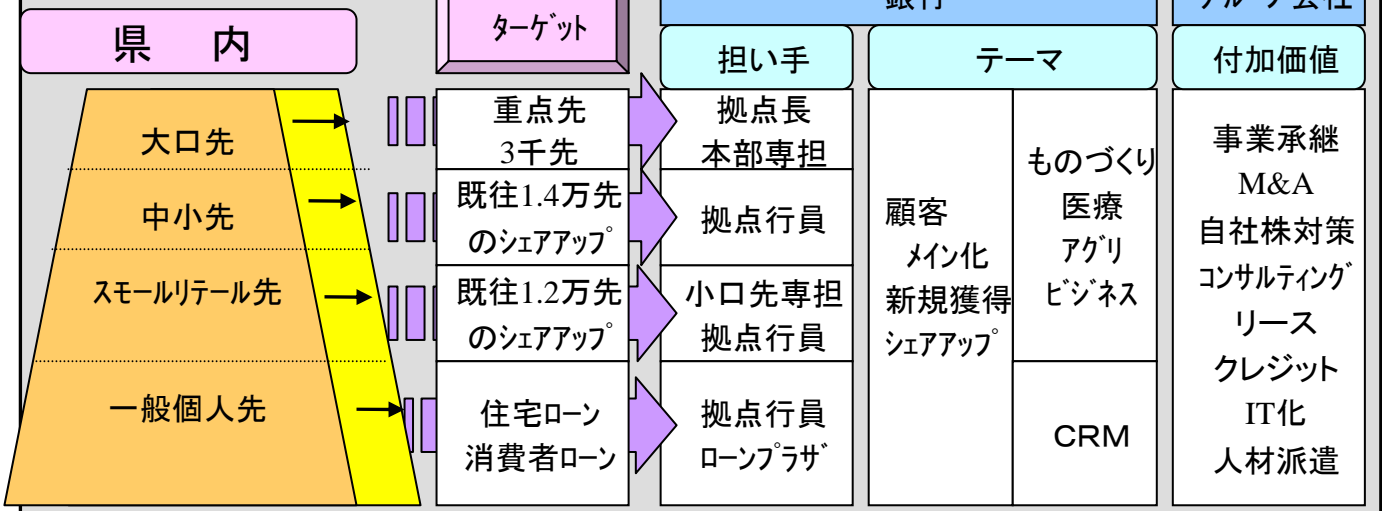 銀行
グループ会社
県 内
ターゲット
担い手
テーマ
付加価値
大口先
中小先
スモールリテール先
一般個人先
重点先
3千先
既往1.4万先
のシェアアップ
既往1.2万先
のシェアアップ
住宅ローン
消費者ローン
拠点長
本部専担
拠点行員
小口先専担
拠点行員
拠点行員
ローンプラザ
顧客
メイン化
新規獲得
シェアアップ
ものづくり
医療
アグリ
ビジネス
CRM
事業承継
M&A
自社株対策
コンサルティング
リース
クレジット
IT化
人材派遣